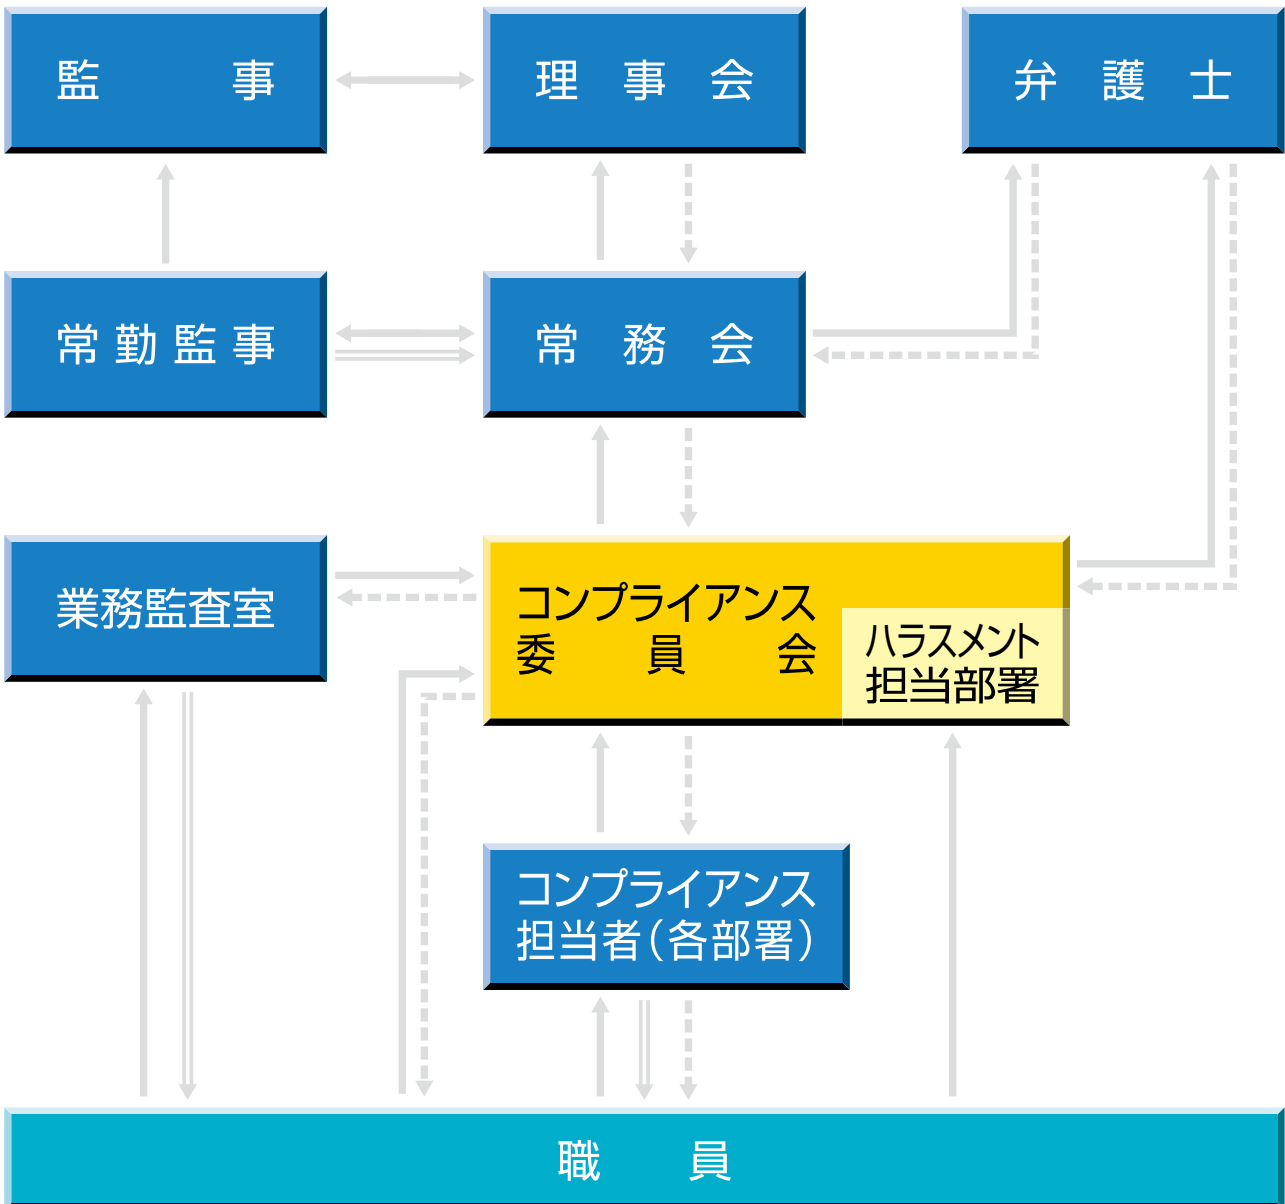 監事
理事会
弁護士
常勤監事
常務会
業務監査室
コンプライアンス
委員会
ハラスメント
担当部署
コンプライアンス
担当者（各部署）
職員